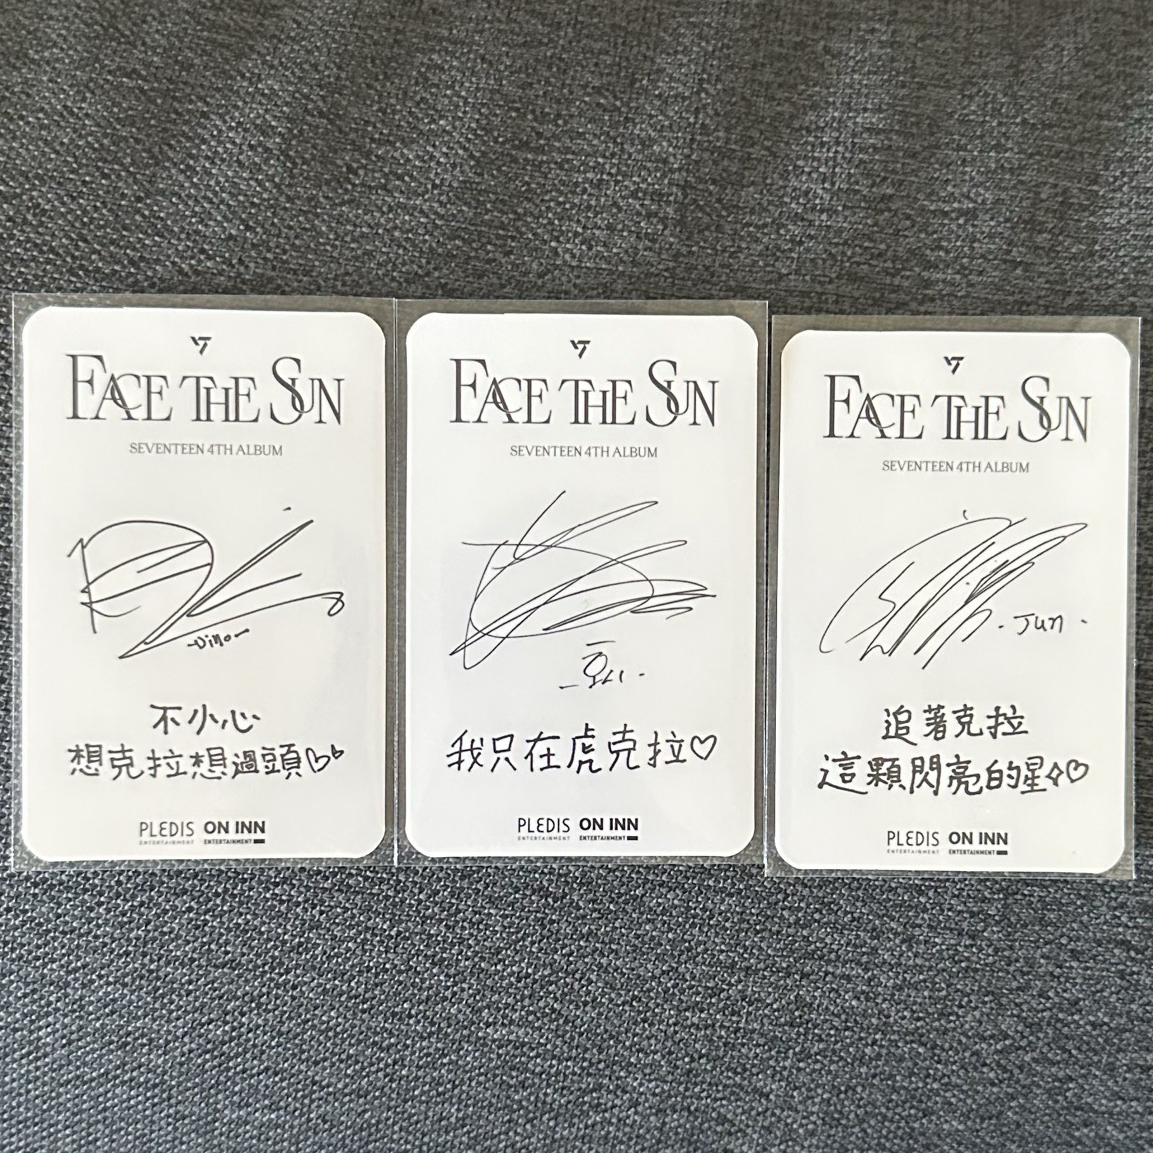 FACE THE SUN
SEVENTEEN 4TH ALBUM
-Dino-
不小心
想克拉想過頭♡♡
PLEDIS ON INN
ENTERTAINMENT ENTERTAINMENT
FACE THE SUN
SEVENTEEN 4TH ALBUM
我只在虎克拉♡
PLEDIS ON INN
ENTERTAINMENT ENTERTAINMENT
FACE THE SUN
SEVENTEEN 4TH ALBUM
-Jun-
追著克拉
這顆閃亮的星✧♡
PLEDIS ON INN
ENTERTAINMENT ENTERTAINMENT